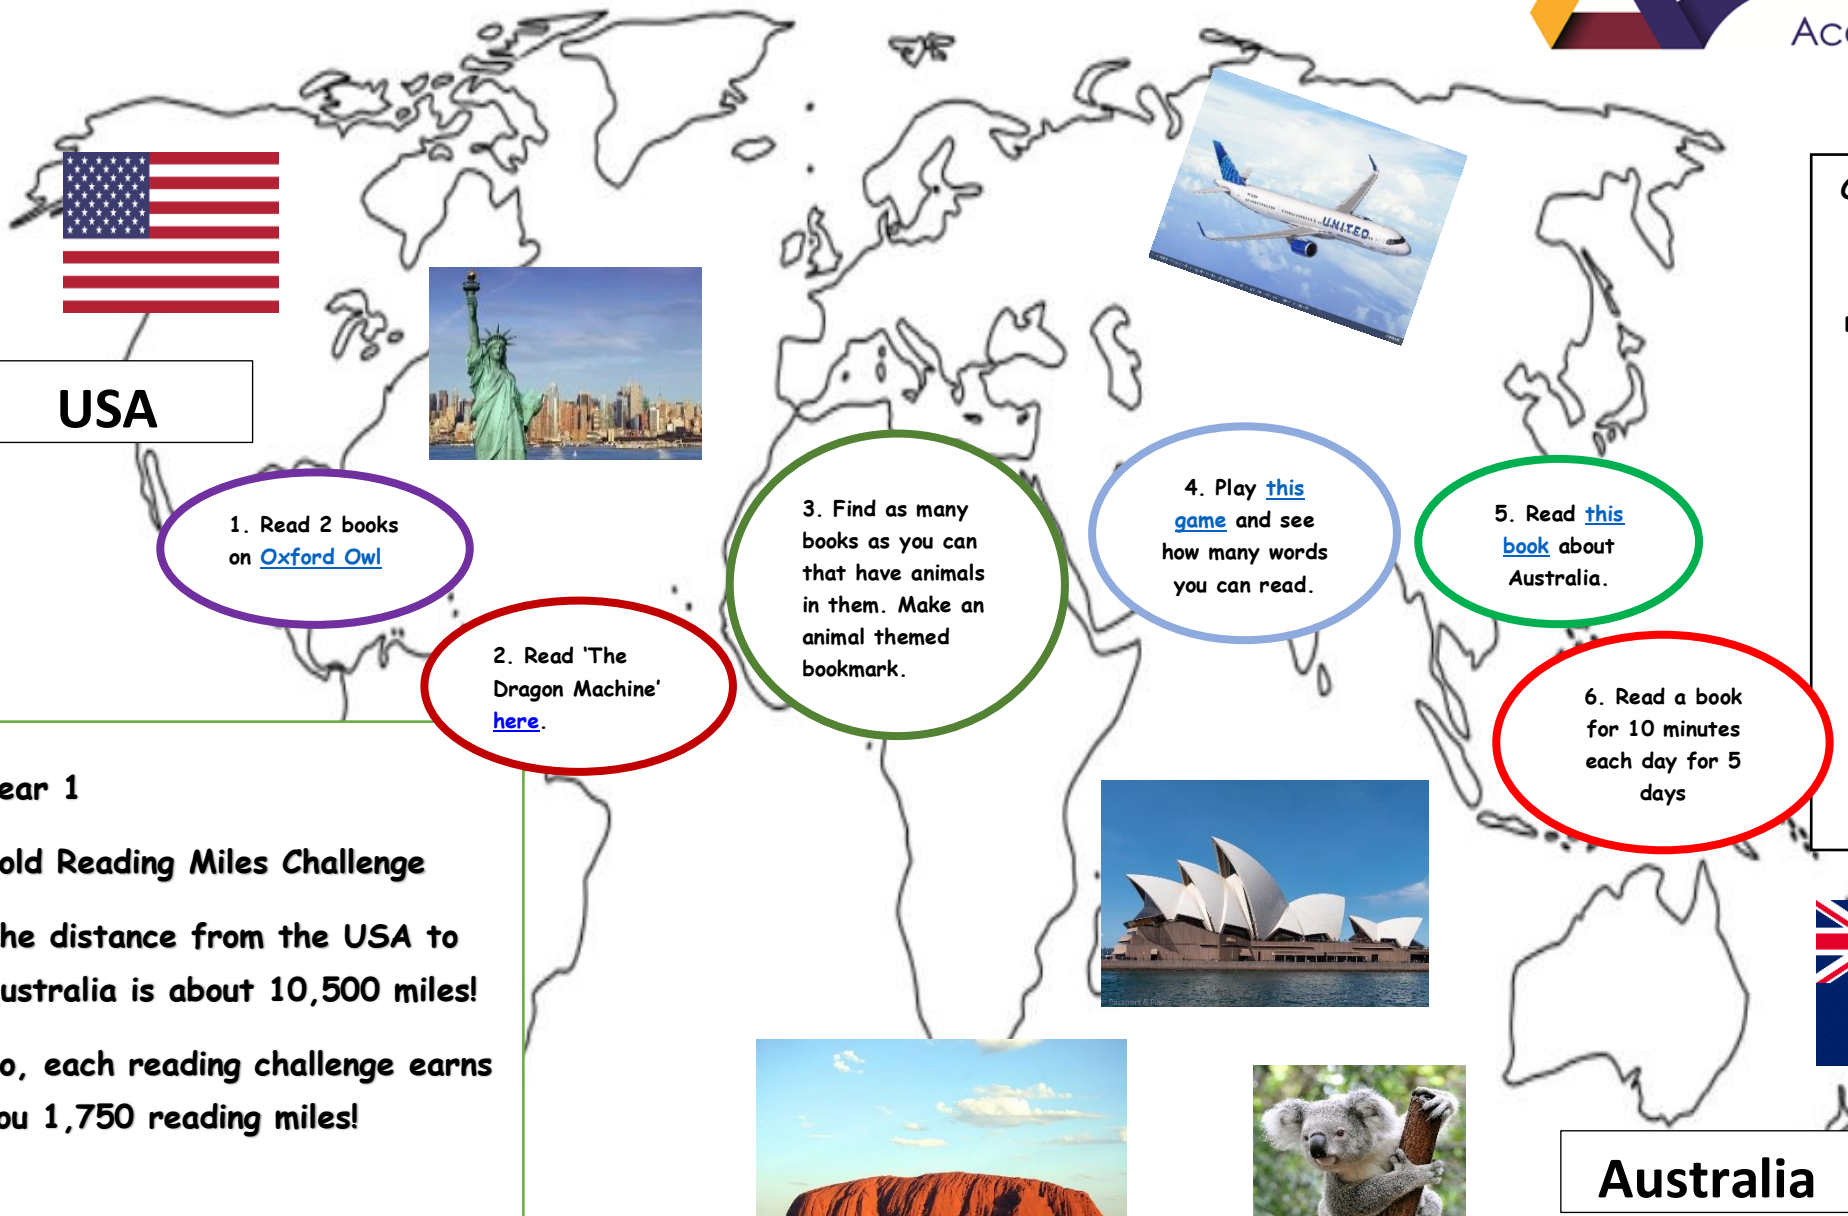 USA
1. Read 2 books
on Oxford Owl
2. Read ‘The
Dragon Machine’
here.
3. Find as many
books as you can
that have animals
in them. Make an
animal themed
bookmark.
4. Play this
game and see
how many words
you can read.
5. Read this
book about
Australia.
6. Read a book
for 10 minutes
each day for 5
days
UNITED
ear 1
old Reading Miles Challenge
he distance from the USA to
ustralia is about 10,500 miles!
o, each reading challenge earns
ou 1,750 reading miles!
Passport & Piano
Australia
Acc